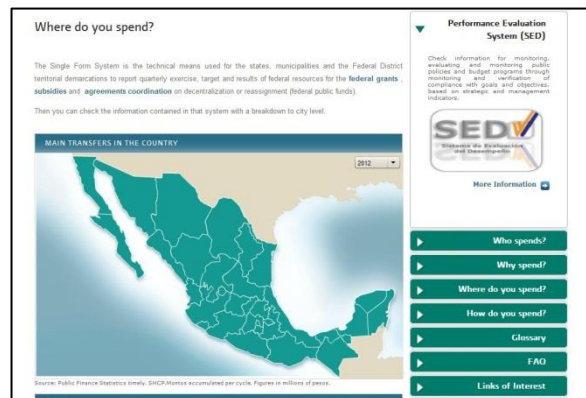 Where do you spend?
The Single Form System is the technical means used for the states, municipalities and the Federal District
territorial demarcations to report quarterly exercise, target and results of federal resources for the federal grants ,
subsidies and agreements coordination on decentralization or reassignment (federal public funds).
Then you can check the information contained in that system with a breakdown to city level.
MAIN TRANSFERS IN THE COUNTRY
2012
Source: Public Finance Statistics timely. SHCP.Montos accumulated per cycle. Figures in millions of pesos.
Performance Evaluation
System (SED)
Check information for monitoring,
evaluating and monitoring public
policies and budget programs through
monitoring and verification of
compliance with goals and objectives,
based on strategic and management
indicators.
SED
Sistema de Evaluación
del Desempeño
More Information
Who spends?
Why spend?
Where do you spend?
How do you spend?
Glossary
FAQ
Links of Interest